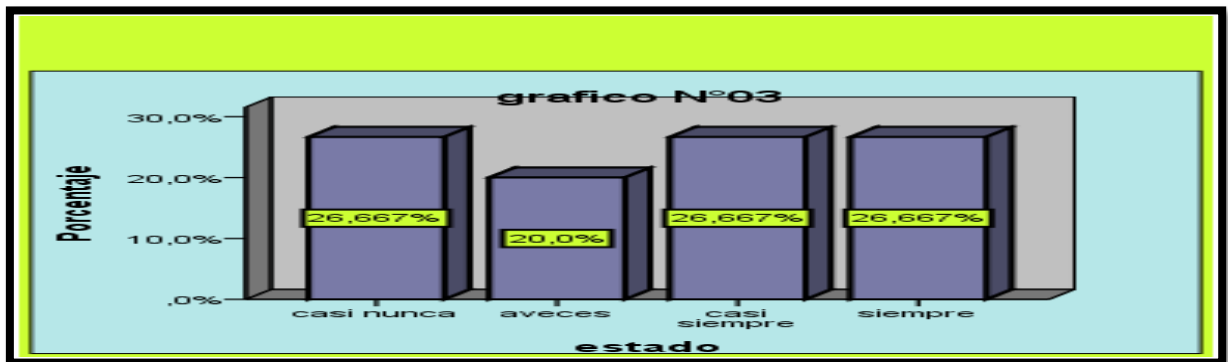 grafico N°03
Porcentaje
30,0%
20,0%
10,0%
,0%
26,667%
20,0%
26,667%
26,667%
casi nunca
aveces
casi
siempre
siempre
estado